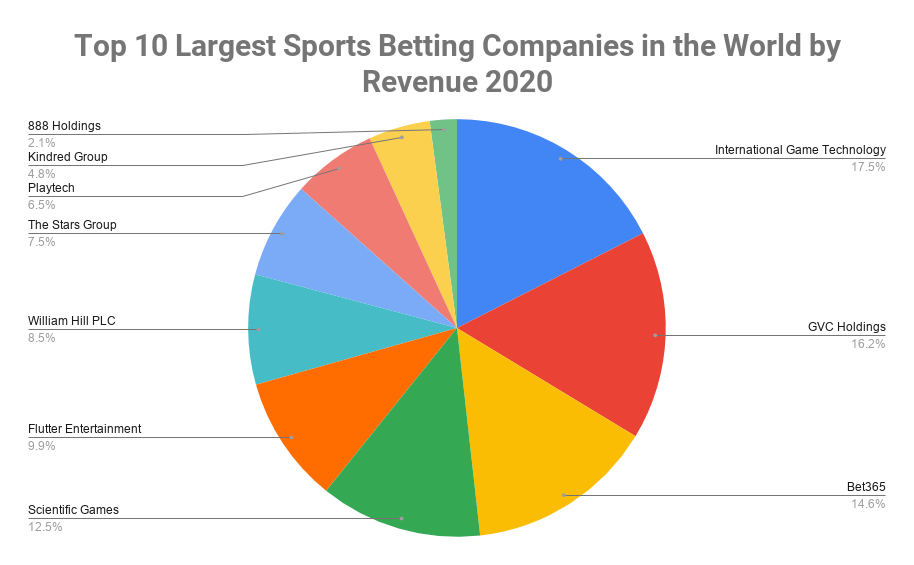 Top 10 Largest Sports Betting Companies in the World by
Revenue 2020
888 Holdings
2.1%
Kindred Group
4.8%
Playtech
6.5%
The Stars Group
7.5%
William Hill PLC
8.5%
Flutter Entertainment
9.9%
Scientific Games
12.5%
International Game Technology
17.5%
GVC Holdings
16.2%
Bet365
14.6%